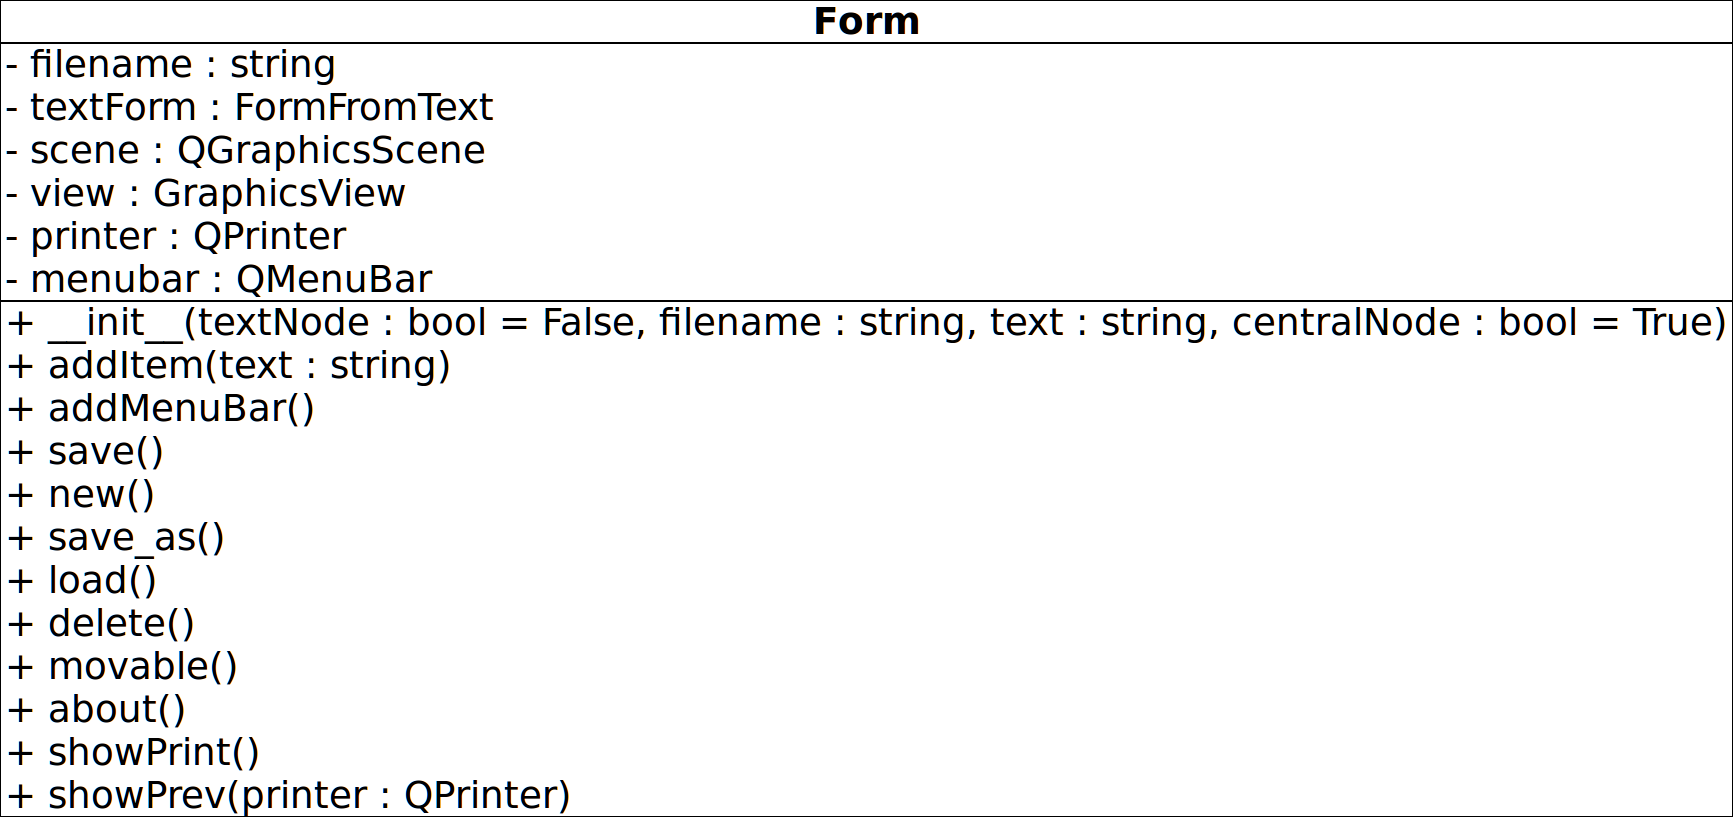 Form
- filename : string
- textForm : FormFromText
- scene : QGraphicsScene
- view : GraphicsView
- printer : QPrinter
- menubar : QMenuBar
+ __init__(textNode : bool = False, filename : string, text : string, centralNode : bool = True)
+ addItem(text : string)
+ addMenuBar()
+ save()
+ new()
+ save_as()
+ load()
+ delete()
+ movable()
+ about()
+ showPrint()
+ showPrev(printer : QPrinter)